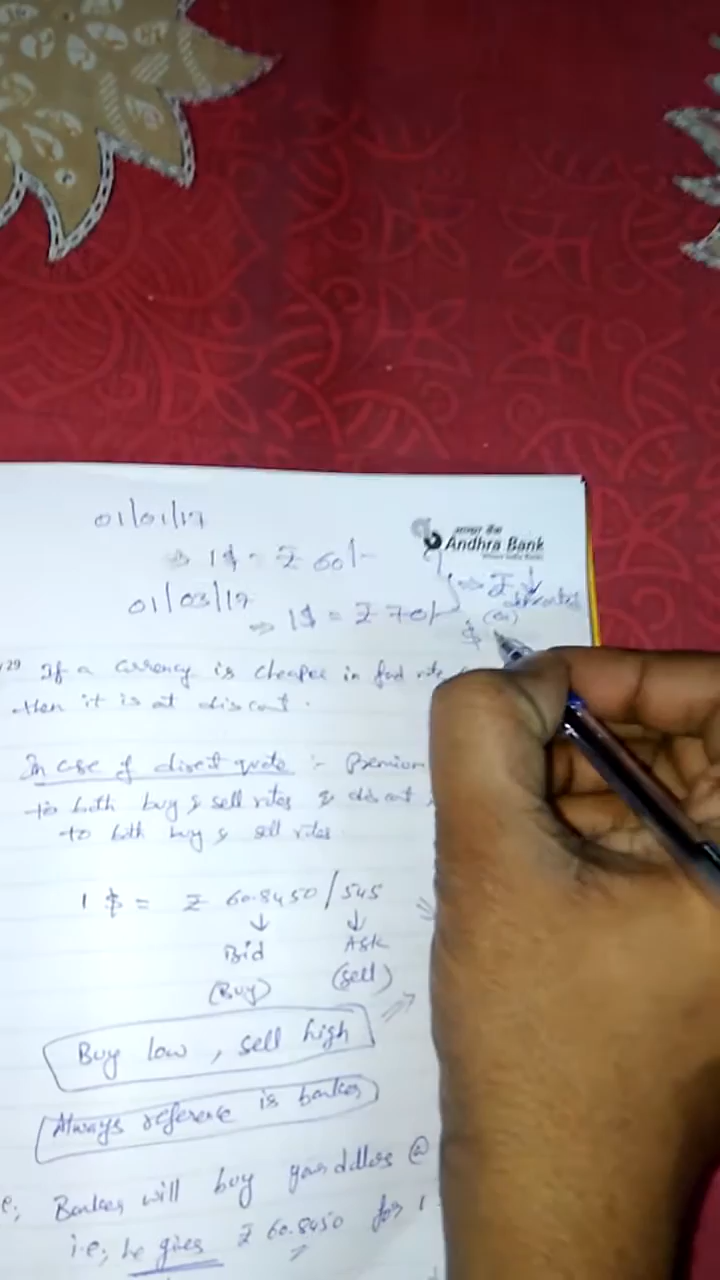 01/01/17
⇒ 1$ = ₹ 60/-
आन्ध्रा बैंक
Andhra Bank
01/03/17
⇒ 1$ = ₹ 70/-
⇒ ₹ ↓
(or)
$
29 If a currency is cheaper in fwd rate
then it is at discount.
In case of direct quote :- Premium
to both buy & sell rates & discount
to both buy & sell rates.
1 $ = ₹ 60.8450 / 545
↓ ↓
Bid Ask
(Buy) (Sell)
Buy low, sell high
Always reference is banker
Banker will buy your dollars @
i.e; he gives ₹ 60.8450 for 1